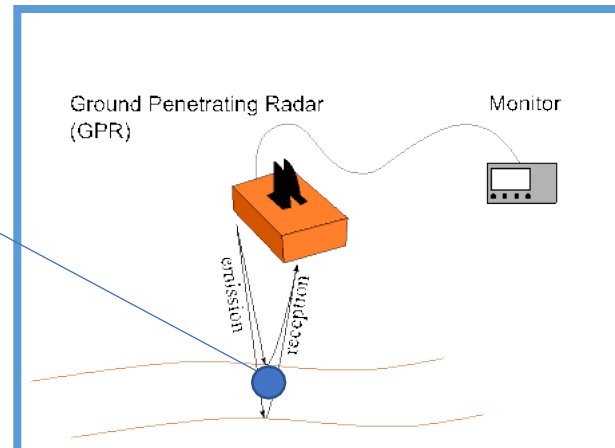 Ground Penetrating Radar
(GPR)
Monitor
emission
reception